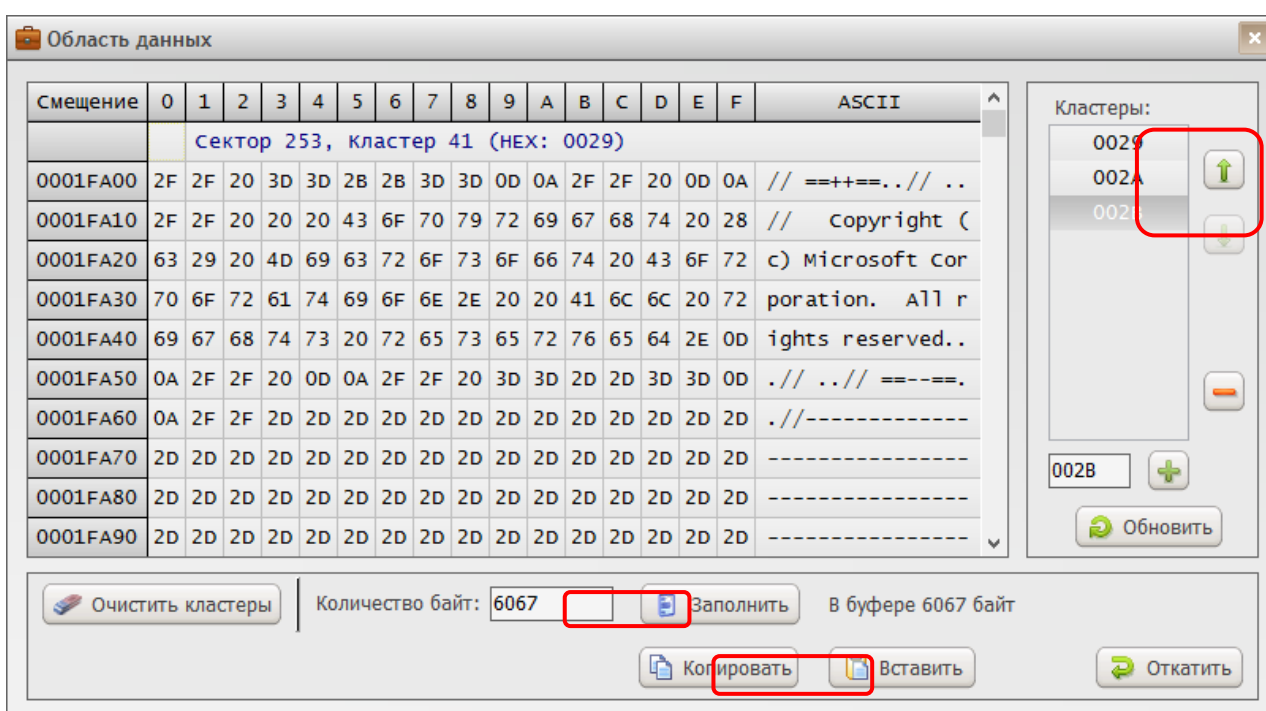 Область данных
Смещение 0 1 2 3 4 5 6 7 8 9 A B C D E F ASCII
Сектор 253, Кластер 41 (HEX: 0029)
0001FA00 2F 2F 20 3D 3D 2B 2B 3D 3D 0D 0A 2F 2F 20 0D 0A // ==++==..// ..
0001FA10 2F 2F 20 20 20 43 6F 70 79 72 69 67 68 74 20 28 //   Copyright (
0001FA20 63 29 20 4D 69 63 72 6F 73 6F 66 74 20 43 6F 72 c) Microsoft Cor
0001FA30 70 6F 72 61 74 69 6F 6E 2E 20 20 41 6C 6C 20 72 poration.  All r
0001FA40 69 67 68 74 73 20 72 65 73 65 72 76 65 64 2E 0D ights reserved..
0001FA50 0A 2F 2F 20 0D 0A 2F 2F 20 3D 3D 2D 2D 3D 3D 0D .// ..// ==--==.
0001FA60 0A 2F 2F 2D 2D 2D 2D 2D 2D 2D 2D 2D 2D 2D 2D 2D .//-------------
0001FA70 2D 2D 2D 2D 2D 2D 2D 2D 2D 2D 2D 2D 2D 2D 2D 2D ----------------
0001FA80 2D 2D 2D 2D 2D 2D 2D 2D 2D 2D 2D 2D 2D 2D 2D 2D ----------------
0001FA90 2D 2D 2D 2D 2D 2D 2D 2D 2D 2D 2D 2D 2D 2D 2D 2D ----------------
Кластеры:
0029
002A
002B
002B
Обновить
Очистить кластеры Количество байт: 6067 Заполнить В буфере 6067 байт
Копировать Вставить Откатить